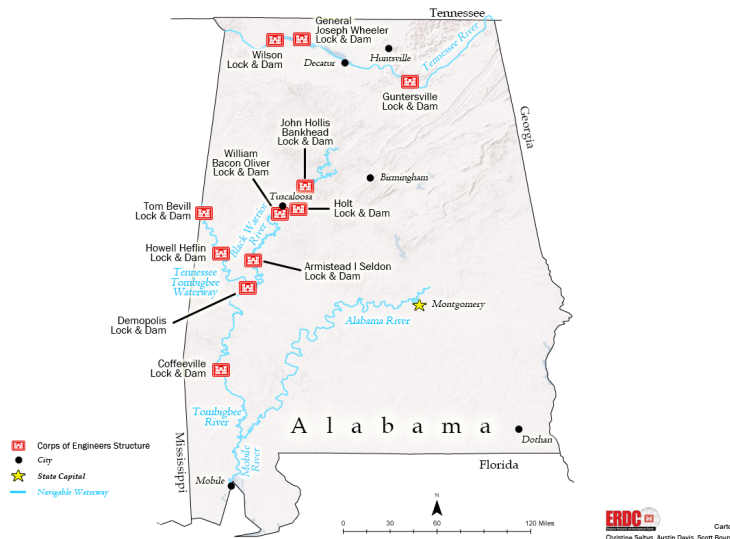 Tennessee
General
Joseph Wheeler
Lock & Dam
Wilson
Lock & Dam
Decatur
Huntsville
Tennessee River
Guntersville
Lock & Dam
Georgia
John Hollis
Bankhead
Lock & Dam
William
Bacon Oliver
Lock & Dam
Birmingham
Tuscaloosa
Holt
Lock & Dam
Tom Bevill
Lock & Dam
Black Warrior
River
Howell Heflin
Lock & Dam
Armistead I Seldon
Lock & Dam
Tennessee
Tombigbee
Waterway
Demopolis
Lock & Dam
Montgomery
Alabama River
Coffeeville
Lock & Dam
Tombigbee
River
Alabama
Dothan
Mississippi
Mobile
River
Florida
Mobile
Corps of Engineers Structure
City
State Capital
Navigable Waterway
N
0 30 60 120 Miles
ERDC
Carto
Christine Saltus, Austin Davis, Scott